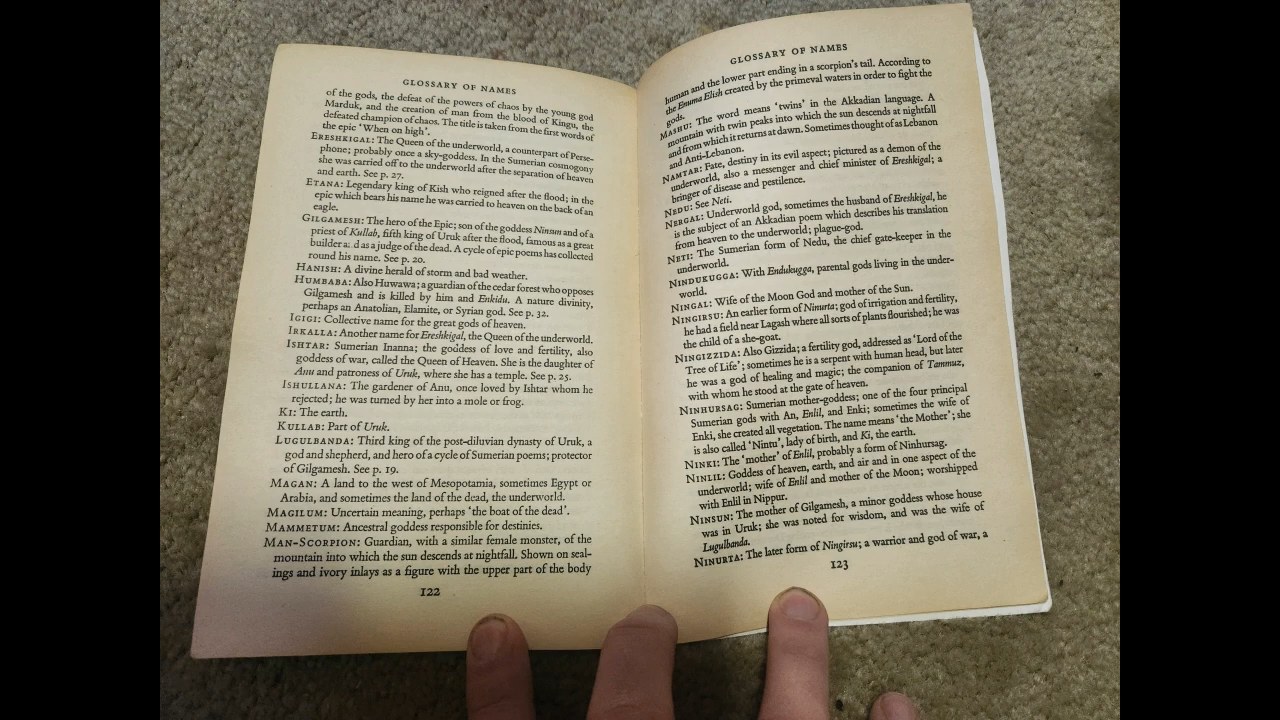 GLOSSARY OF NAMES
of the gods, the defeat of the powers of chaos by the young god
Marduk, and the creation of man from the blood of Kingu, the
defeated champion of chaos. The title is taken from the first words of
the epic 'When on high'.
ERESHKIGAL: The Queen of the underworld, a counterpart of Perse-
phone; probably once a sky-goddess. In the Sumerian cosmogony
she was carried off to the underworld after the separation of heaven
and earth. See p. 27.
ETANA: Legendary king of Kish who reigned after the flood; in the
epic which bears his name he was carried to heaven on the back of an
eagle.
GILGAMESH: The hero of the Epic; son of the goddess Ninsun and of a
priest of Kullab, fifth king of Uruk after the flood, famous as a great
builder a: d as a judge of the dead. A cycle of epic poems has collected
round his name. See p. 20.
HANISH: A divine herald of storm and bad weather.
HUMBABA: Also Huwawa; a guardian of the cedar forest who opposes
Gilgamesh and is killed by him and Enkidu. A nature divinity,
perhaps an Anatolian, Elamite, or Syrian god. See p. 32.
IGIGI: Collective name for the great gods of heaven.
IRKALLA: Another name for Ereshkigal, the Queen of the underworld.
ISHTAR: Sumerian Inanna; the goddess of love and fertility, also
goddess of war, called the Queen of Heaven. She is the daughter of
Anu and patroness of Uruk, where she has a temple. See p. 25.
ISHULLANA: The gardener of Anu, once loved by Ishtar whom he
rejected; he was turned by her into a mole or frog.
KI: The earth.
KULLAB: Part of Uruk.
LUGULBANDA: Third king of the post-diluvian dynasty of Uruk, a
god and shepherd, and hero of a cycle of Sumerian poems; protector
of Gilgamesh. See p. 19.
MAGAN: A land to the west of Mesopotamia, sometimes Egypt or
Arabia, and sometimes the land of the dead, the underworld.
MAGILUM: Uncertain meaning, perhaps 'the boat of the dead'.
MAMMETUM: Ancestral goddess responsible for destinies.
MAN-SCORPION: Guardian, with a similar female monster, of the
mountain into which the sun descends at nightfall. Shown on seal-
ings and ivory inlays as a figure with the upper part of the body
122
GLOSSARY OF NAMES
human and the lower part ending in a scorpion's tail. According to
the Enuma Elish created by the primeval waters in order to fight the
gods.
MASHU: The word means 'twins' in the Akkadian language. A
mountain with twin peaks into which the sun descends at nightfall
and from which it returns at dawn. Sometimes thought of as Lebanon
and Anti-Lebanon.
NAMTAR: Fate, destiny in its evil aspect; pictured as a demon of the
underworld, also a messenger and chief minister of Ereshkigal; a
bringer of disease and pestilence.
NEDU: See Neti.
NERGAL: Underworld god, sometimes the husband of Ereshkigal, he
is the subject of an Akkadian poem which describes his translation
from heaven to the underworld; plague-god.
NETI: The Sumerian form of Nedu, the chief gate-keeper in the
underworld.
NINDUKUGGA: With Endukugga, parental gods living in the under-
world.
NINGAL: Wife of the Moon God and mother of the Sun.
NINGIRSU: An earlier form of Ninurta; god of irrigation and fertility,
he had a field near Lagash where all sorts of plants flourished; he was
the child of a she-goat.
NINGIZZIDA: Also Gizzida; a fertility god, addressed as 'Lord of the
Tree of Life'; sometimes he is a serpent with human head, but later
he was a god of healing and magic; the companion of Tammuz,
with whom he stood at the gate of heaven.
NINHURSAG: Sumerian mother-goddess; one of the four principal
Sumerian gods with An, Enlil, and Enki; sometimes the wife of
Enki, she created all vegetation. The name means 'the Mother'; she
is also called 'Nintu', lady of birth, and Ki, the earth.
NINKI: The 'mother' of Enlil, probably a form of Ninhursag.
NINLIL: Goddess of heaven, earth, and air and in one aspect of the
underworld; wife of Enlil and mother of the Moon; worshipped
with Enlil in Nippur.
NINSUN: The mother of Gilgamesh, a minor goddess whose house
was in Uruk; she was noted for wisdom, and was the wife of
Lugulbanda.
NINURTA: The later form of Ningirsu; a warrior and god of war, a
123